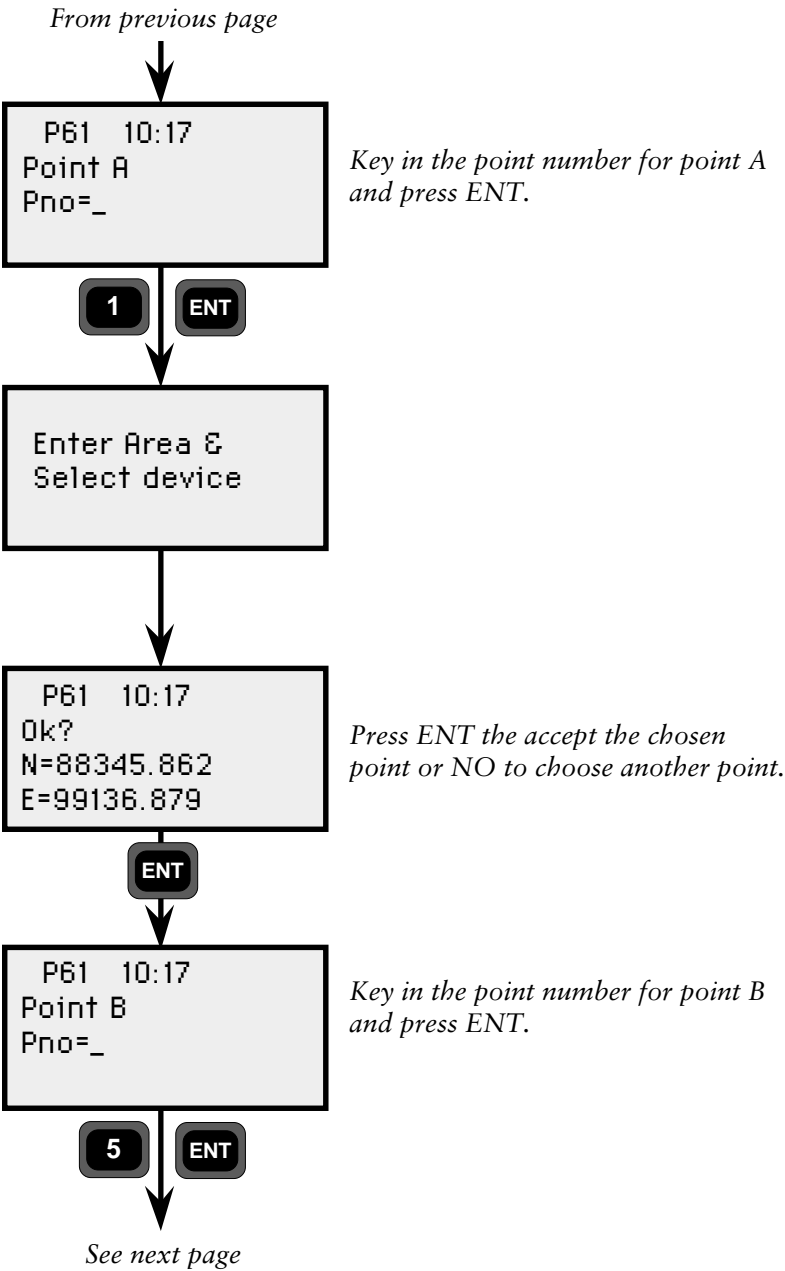 From previous page
P61 10:17
Point A
Pno=_
Key in the point number for point A
and press ENT.
1 ENT
Enter Area &
Select device
P61 10:17
Ok?
N=88345.862
E=99136.879
Press ENT the accept the chosen
point or NO to choose another point.
ENT
P61 10:17
Point B
Pno=_
Key in the point number for point B
and press ENT.
5 ENT
See next page